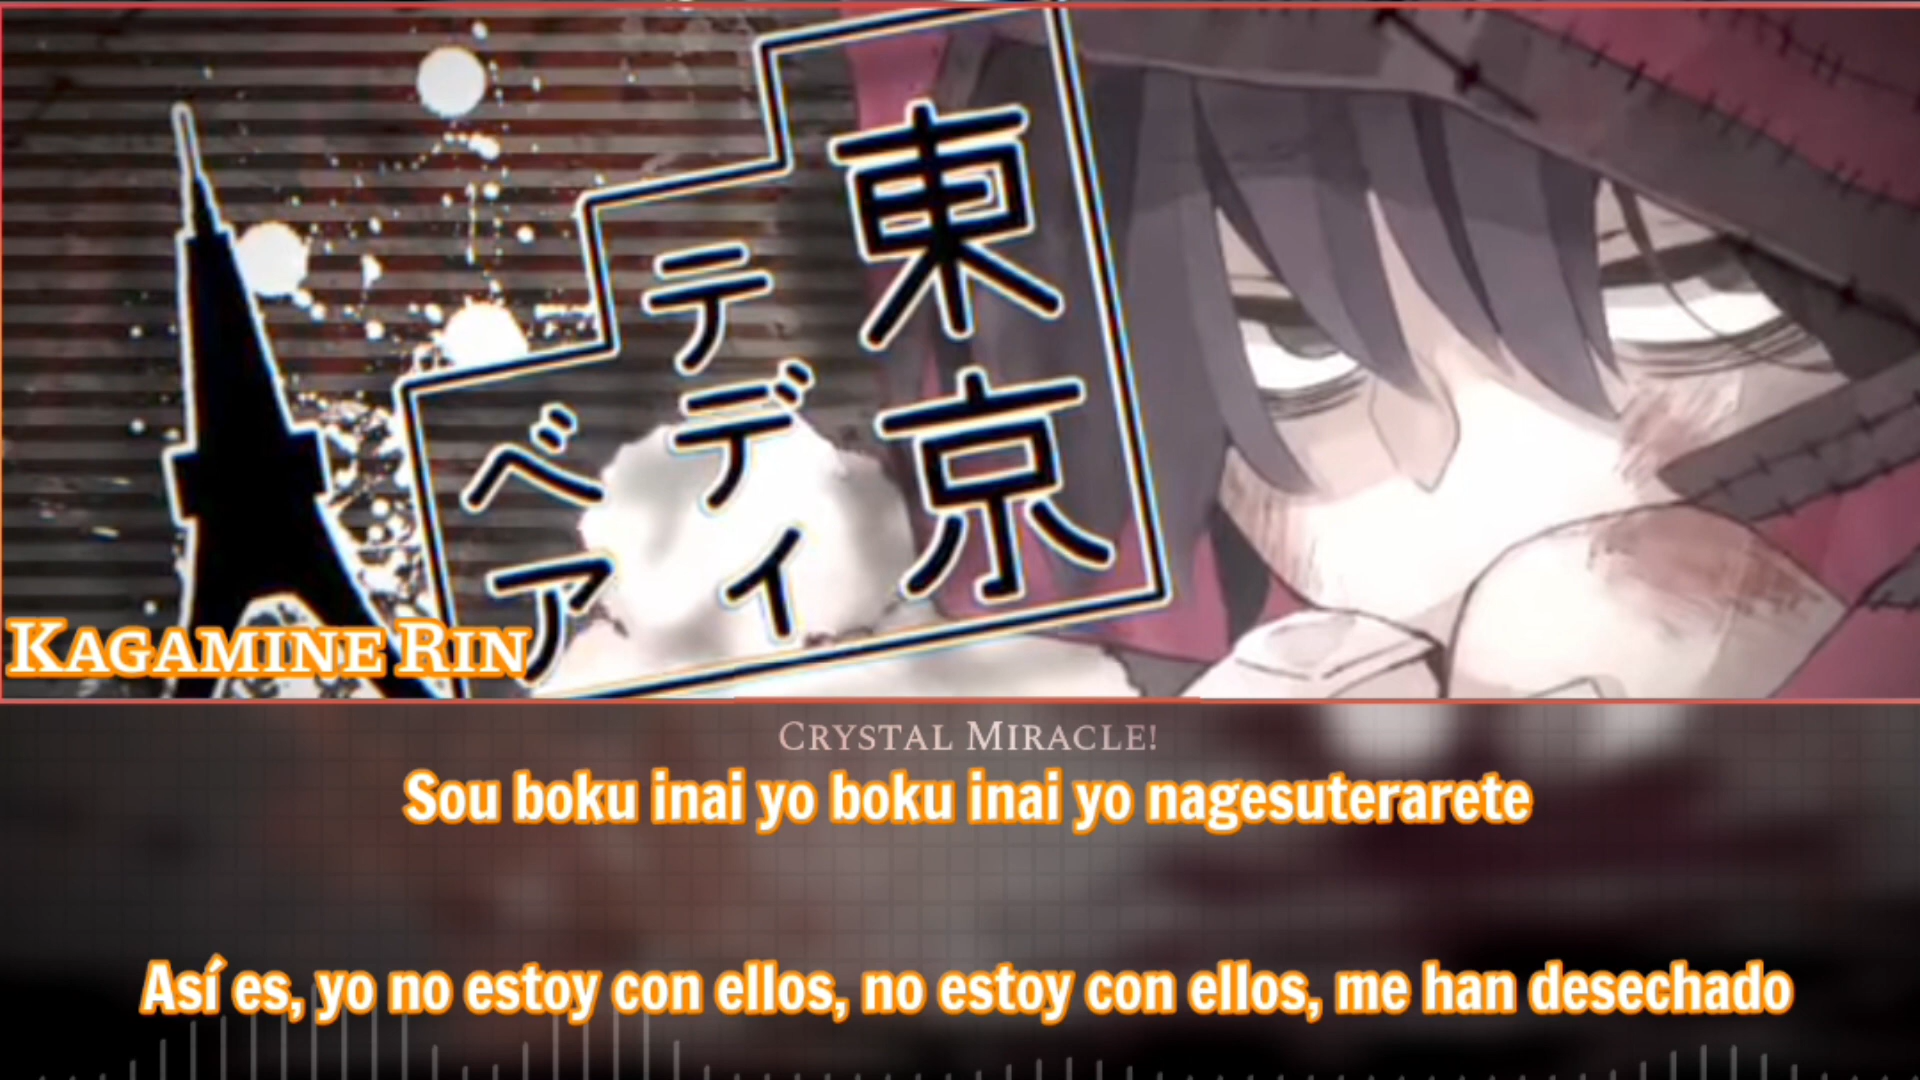 東京
テディ
ベア
KAGAMINE RIN
CRYSTAL MIRACLE!
Sou boku inai yo boku inai yo nagesuterarete
Así es, yo no estoy con ellos, no estoy con ellos, me han desechado